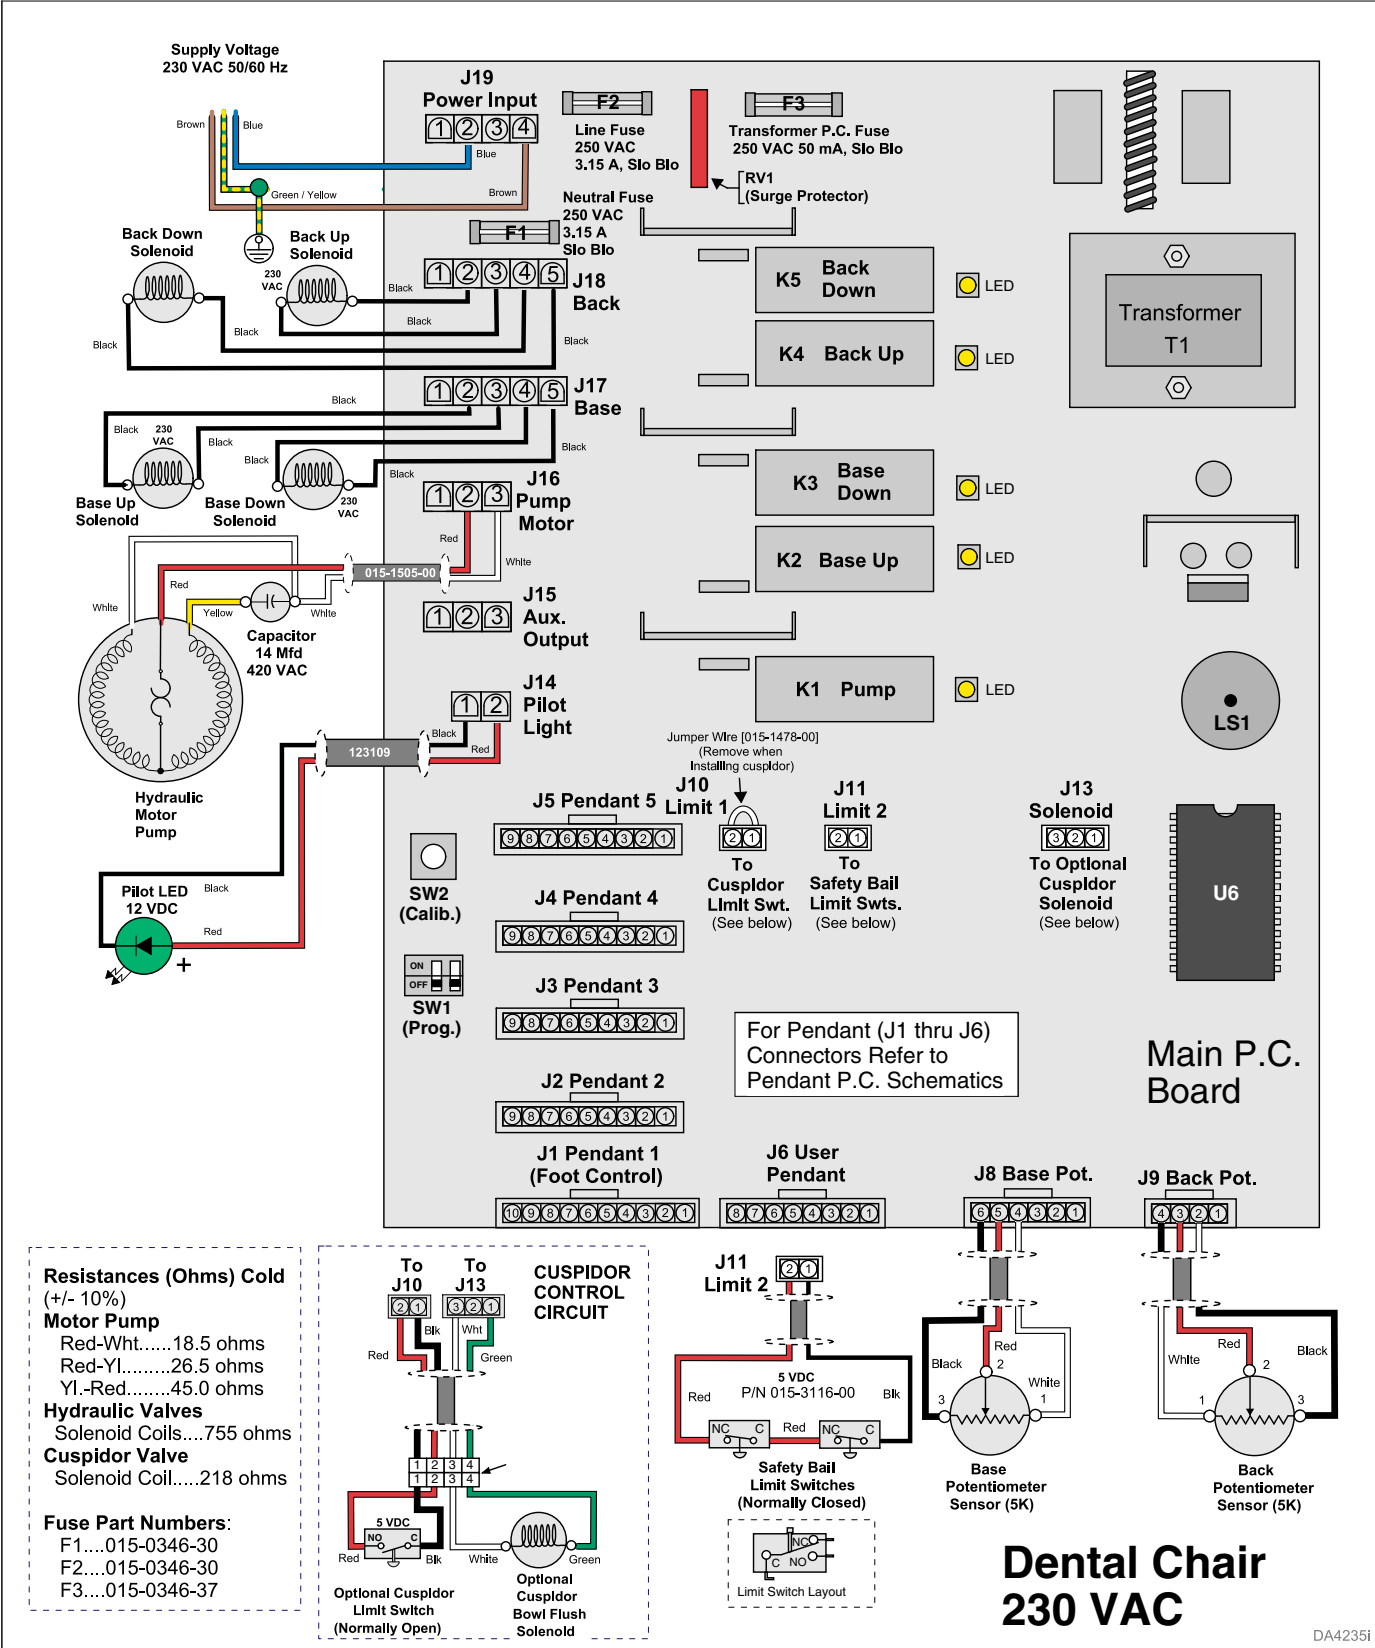 Supply Voltage
230 VAC 50/60 Hz
Brown
Blue
Green / Yellow
J19
Power Input
1 2 3 4
Blue
Brown
F2
Line Fuse
250 VAC
3.15 A, Slo Blo
F3
Transformer P.C. Fuse
250 VAC 50 mA, Slo Blo
RV1
(Surge Protector)
Neutral Fuse
250 VAC
3.15 A
Slo Blo
F1
Back Down
Solenoid
Back Up
Solenoid
230
VAC
1 2 3 4 5
J18
Back
Black
Black
Black
Black
Black
K5 Back
Down
LED
K4 Back Up
LED
Transformer
T1
1 2 3 4 5
J17
Base
Black
Black
230
VAC
Black
Black
Black
Black
Base Up
Solenoid
Base Down
Solenoid
230
VAC
K3 Base
Down
LED
K2 Base Up
LED
1 2 3
J16
Pump
Motor
Red
White
015-1505-00
White
Red
Yellow
White
Capacitor
14 Mfd
420 VAC
1 2 3
J15
Aux.
Output
K1 Pump
LED
LS1
J14
Pilot
Light
1 2
Black
Red
123109
Hydraulic
Motor
Pump
Pilot LED
12 VDC
Black
Red
+
Jumper Wire [015-1478-00]
(Remove when
Installing cuspidor)
J10
Limit 1
2 1
To
Cuspidor
Limit Swt.
(See below)
J11
Limit 2
2 1
To
Safety Bail
Limit Swts.
(See below)
J13
Solenoid
3 2 1
To Optional
Cuspidor
Solenoid
(See below)
U6
J5 Pendant 5
9 8 7 6 5 4 3 2 1
SW2
(Calib.)
J4 Pendant 4
9 8 7 6 5 4 3 2 1
ON
OFF
SW1
(Prog.)
J3 Pendant 3
9 8 7 6 5 4 3 2 1
For Pendant (J1 thru J6)
Connectors Refer to
Pendant P.C. Schematics
Main P.C.
Board
J2 Pendant 2
9 8 7 6 5 4 3 2 1
J1 Pendant 1
(Foot Control)
10 9 8 7 6 5 4 3 2 1
J6 User
Pendant
8 7 6 5 4 3 2 1
J8 Base Pot.
6 5 4 3 2 1
J9 Back Pot.
4 3 2 1
Resistances (Ohms) Cold
(+/- 10%)
Motor Pump
Red-Wht......18.5 ohms
Red-Yl.........26.5 ohms
Yl.-Red........45.0 ohms
Hydraulic Valves
Solenoid Coils....755 ohms
Cuspidor Valve
Solenoid Coil.....218 ohms
Fuse Part Numbers:
F1....015-0346-30
F2....015-0346-30
F3....015-0346-37
To
J10
To
J13
CUSPIDOR
CONTROL
CIRCUIT
2 1
3 2 1
Blk
Wht
Red
Green
1 2 3 4
1 2 3 4
5 VDC
NO C
Red
Blk
White
Green
Optional Cuspidor
Limit Switch
(Normally Open)
Optional
Cuspidor
Bowl Flush
Solenoid
J11
Limit 2
2 1
5 VDC
P/N 015-3116-00
Red
Blk
NC C
Red
NC C
Safety Bail
Limit Switches
(Normally Closed)
NC
C NO
Limit Switch Layout
Black
Red
2
White
3
1
Base
Potentiometer
Sensor (5K)
White
Red
2
Black
1
3
Back
Potentiometer
Sensor (5K)
Dental Chair
230 VAC
DA4235i